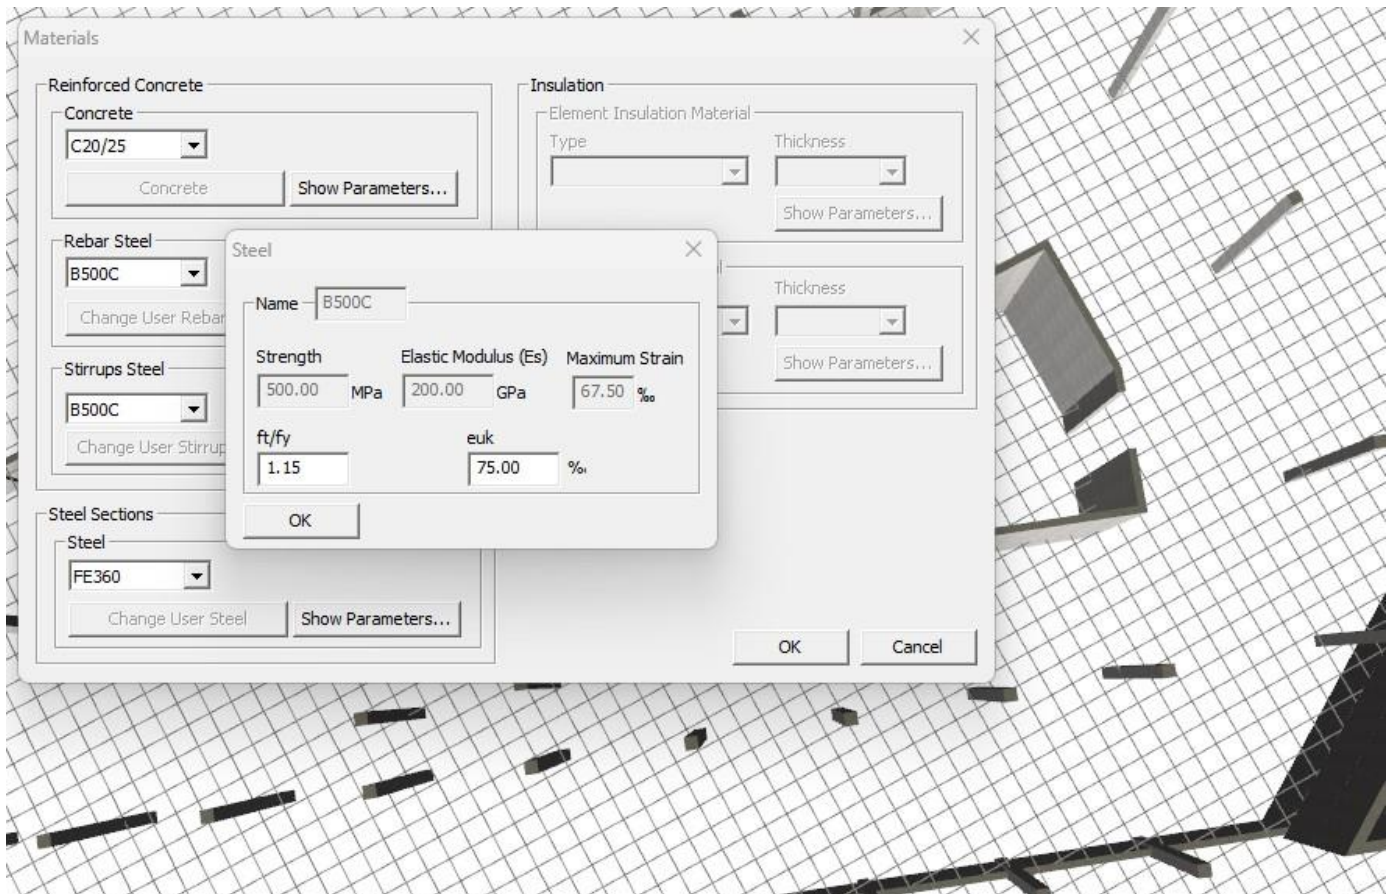 Materials
Reinforced Concrete
Concrete
C20/25
Concrete
Show Parameters...
Rebar Steel
B500C
Change User Rebar
Stirrups Steel
B500C
Change User Stirrup
Steel Sections
Steel
FE360
Change User Steel
Show Parameters...
Insulation
Element Insulation Material
Type
Thickness
Show Parameters...
Thickness
Show Parameters...
OK
Cancel
Steel
Name
B500C
Strength
Elastic Modulus (Es)
Maximum Strain
500.00 MPa
200.00 GPa
67.50 ‰
ft/fy
euk
1.15
75.00 ‰
OK